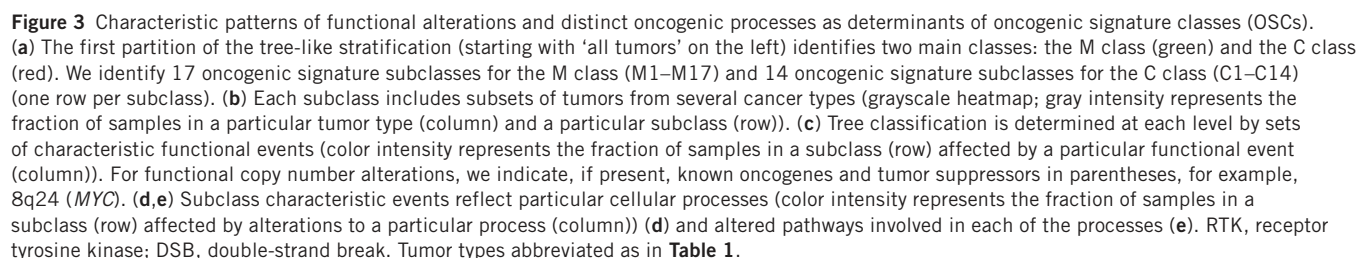 Figure 3 Characteristic patterns of functional alterations and distinct oncogenic processes as determinants of oncogenic signature classes (OSCs).
(a) The first partition of the tree-like stratification (starting with ‘all tumors’ on the left) identifies two main classes: the M class (green) and the C class
(red). We identify 17 oncogenic signature subclasses for the M class (M1–M17) and 14 oncogenic signature subclasses for the C class (C1–C14)
(one row per subclass). (b) Each subclass includes subsets of tumors from several cancer types (grayscale heatmap; gray intensity represents the
fraction of samples in a particular tumor type (column) and a particular subclass (row)). (c) Tree classification is determined at each level by sets
of characteristic functional events (color intensity represents the fraction of samples in a subclass (row) affected by a particular functional event
(column)). For functional copy number alterations, we indicate, if present, known oncogenes and tumor suppressors in parentheses, for example,
8q24 (MYC). (d,e) Subclass characteristic events reflect particular cellular processes (color intensity represents the fraction of samples in a
subclass (row) affected by alterations to a particular process (column)) (d) and altered pathways involved in each of the processes (e). RTK, receptor
tyrosine kinase; DSB, double-strand break. Tumor types abbreviated as in Table 1.